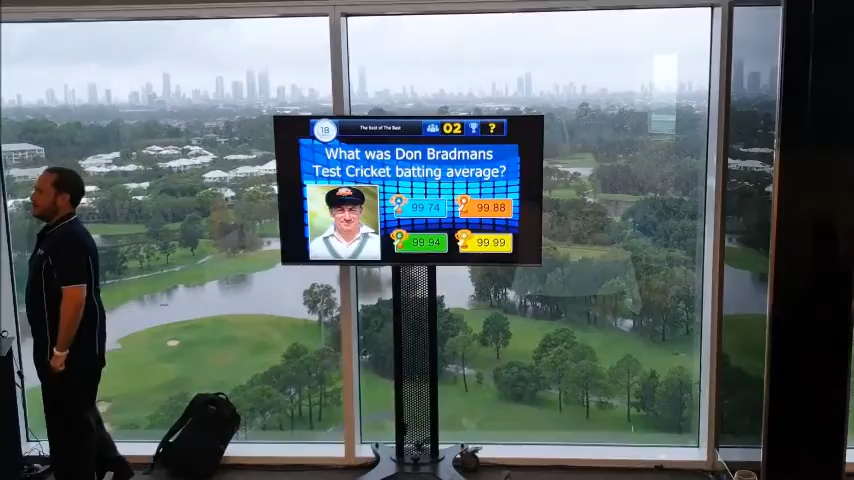 18
The Best of The Best
02
?
What was Don Bradmans
Test Cricket batting average?
99.74
99.88
99.94
99.99